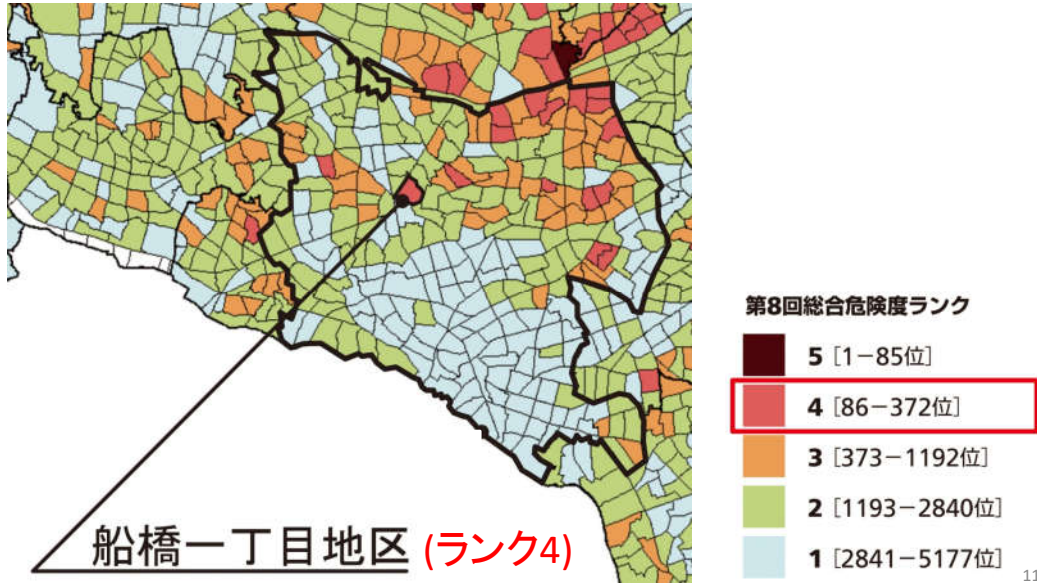 船橋一丁目地区 (ランク4)
第8回総合危険度ランク
5 [1－85位]
4 [86－372位]
3 [373－1192位]
2 [1193－2840位]
1 [2841－5177位]
11